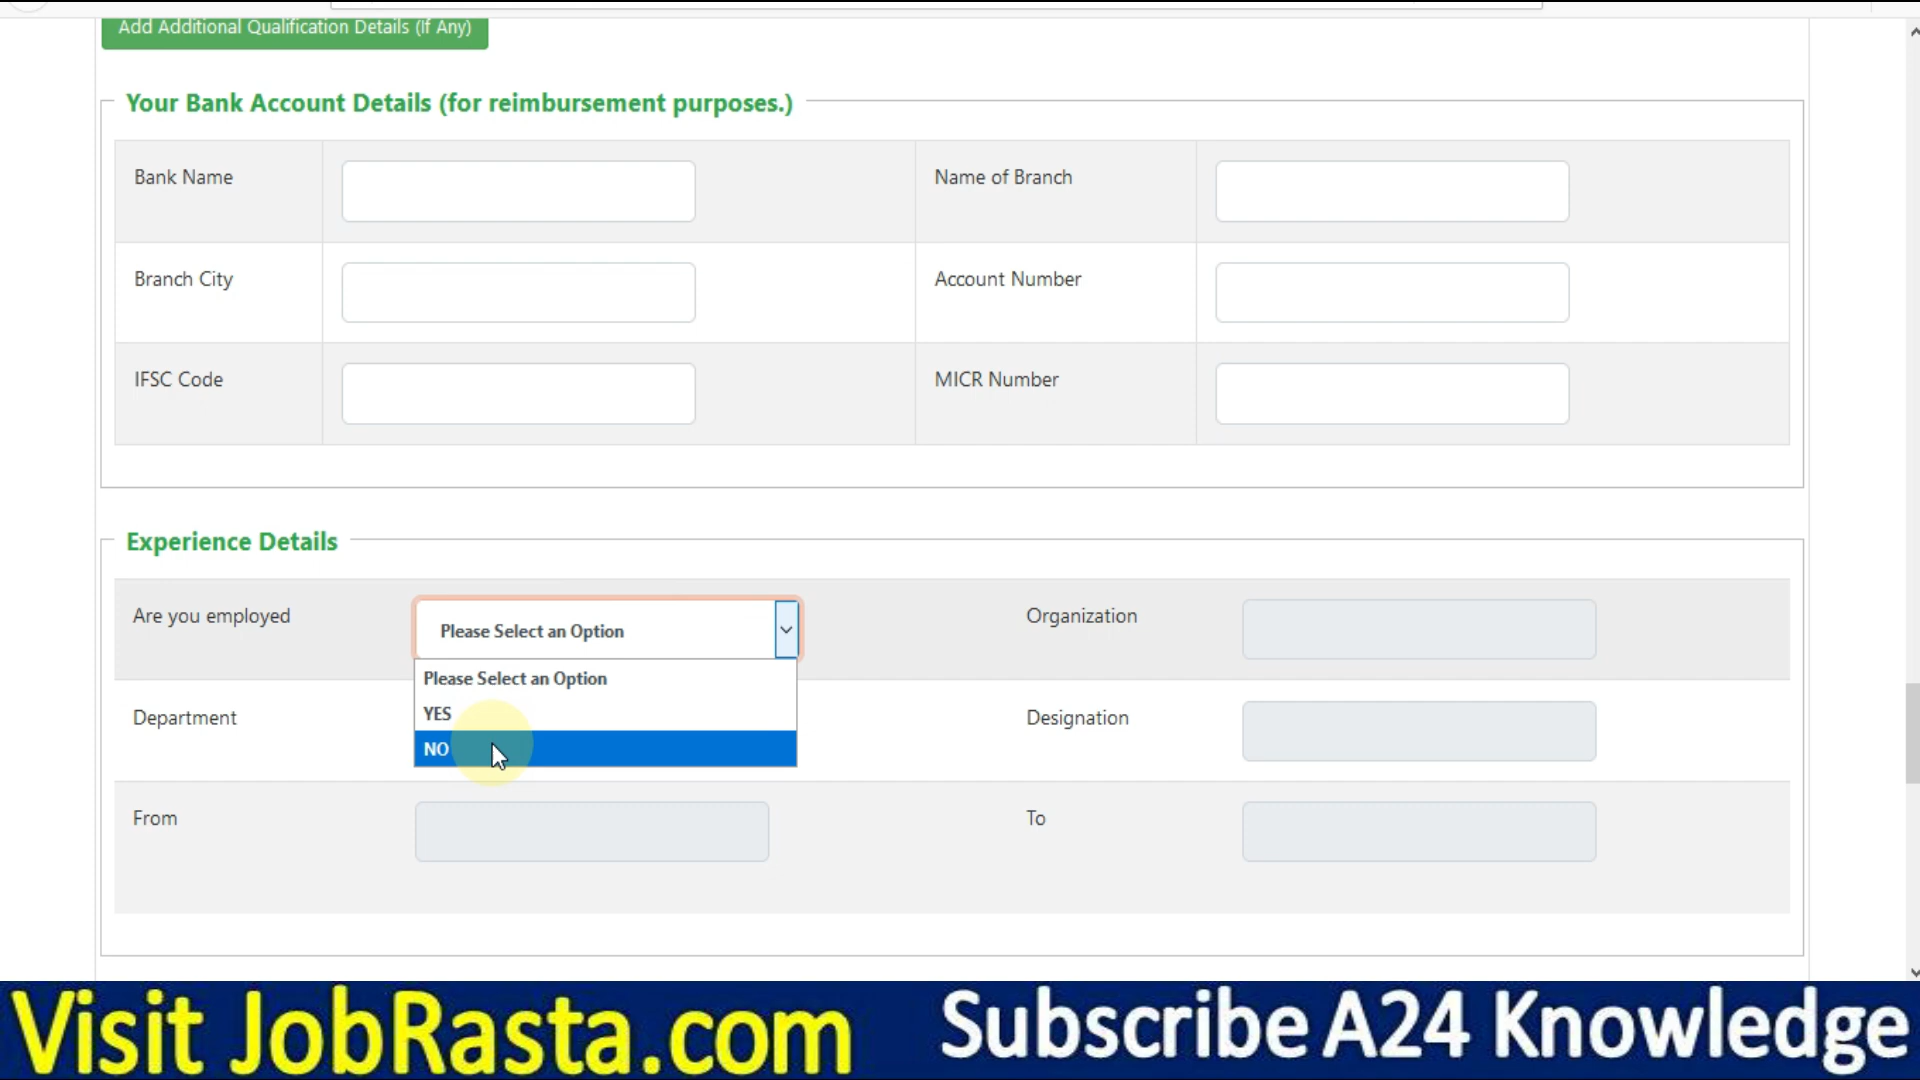 Add Additional Qualification Details (If Any)
Your Bank Account Details (for reimbursement purposes.)
Bank Name
Name of Branch
Branch City
Account Number
IFSC Code
MICR Number
Experience Details
Are you employed
Please Select an Option
Organization
Please Select an Option
YES
NO
Department
Designation
From
To
Visit JobRasta.com
Subscribe A24 Knowledge